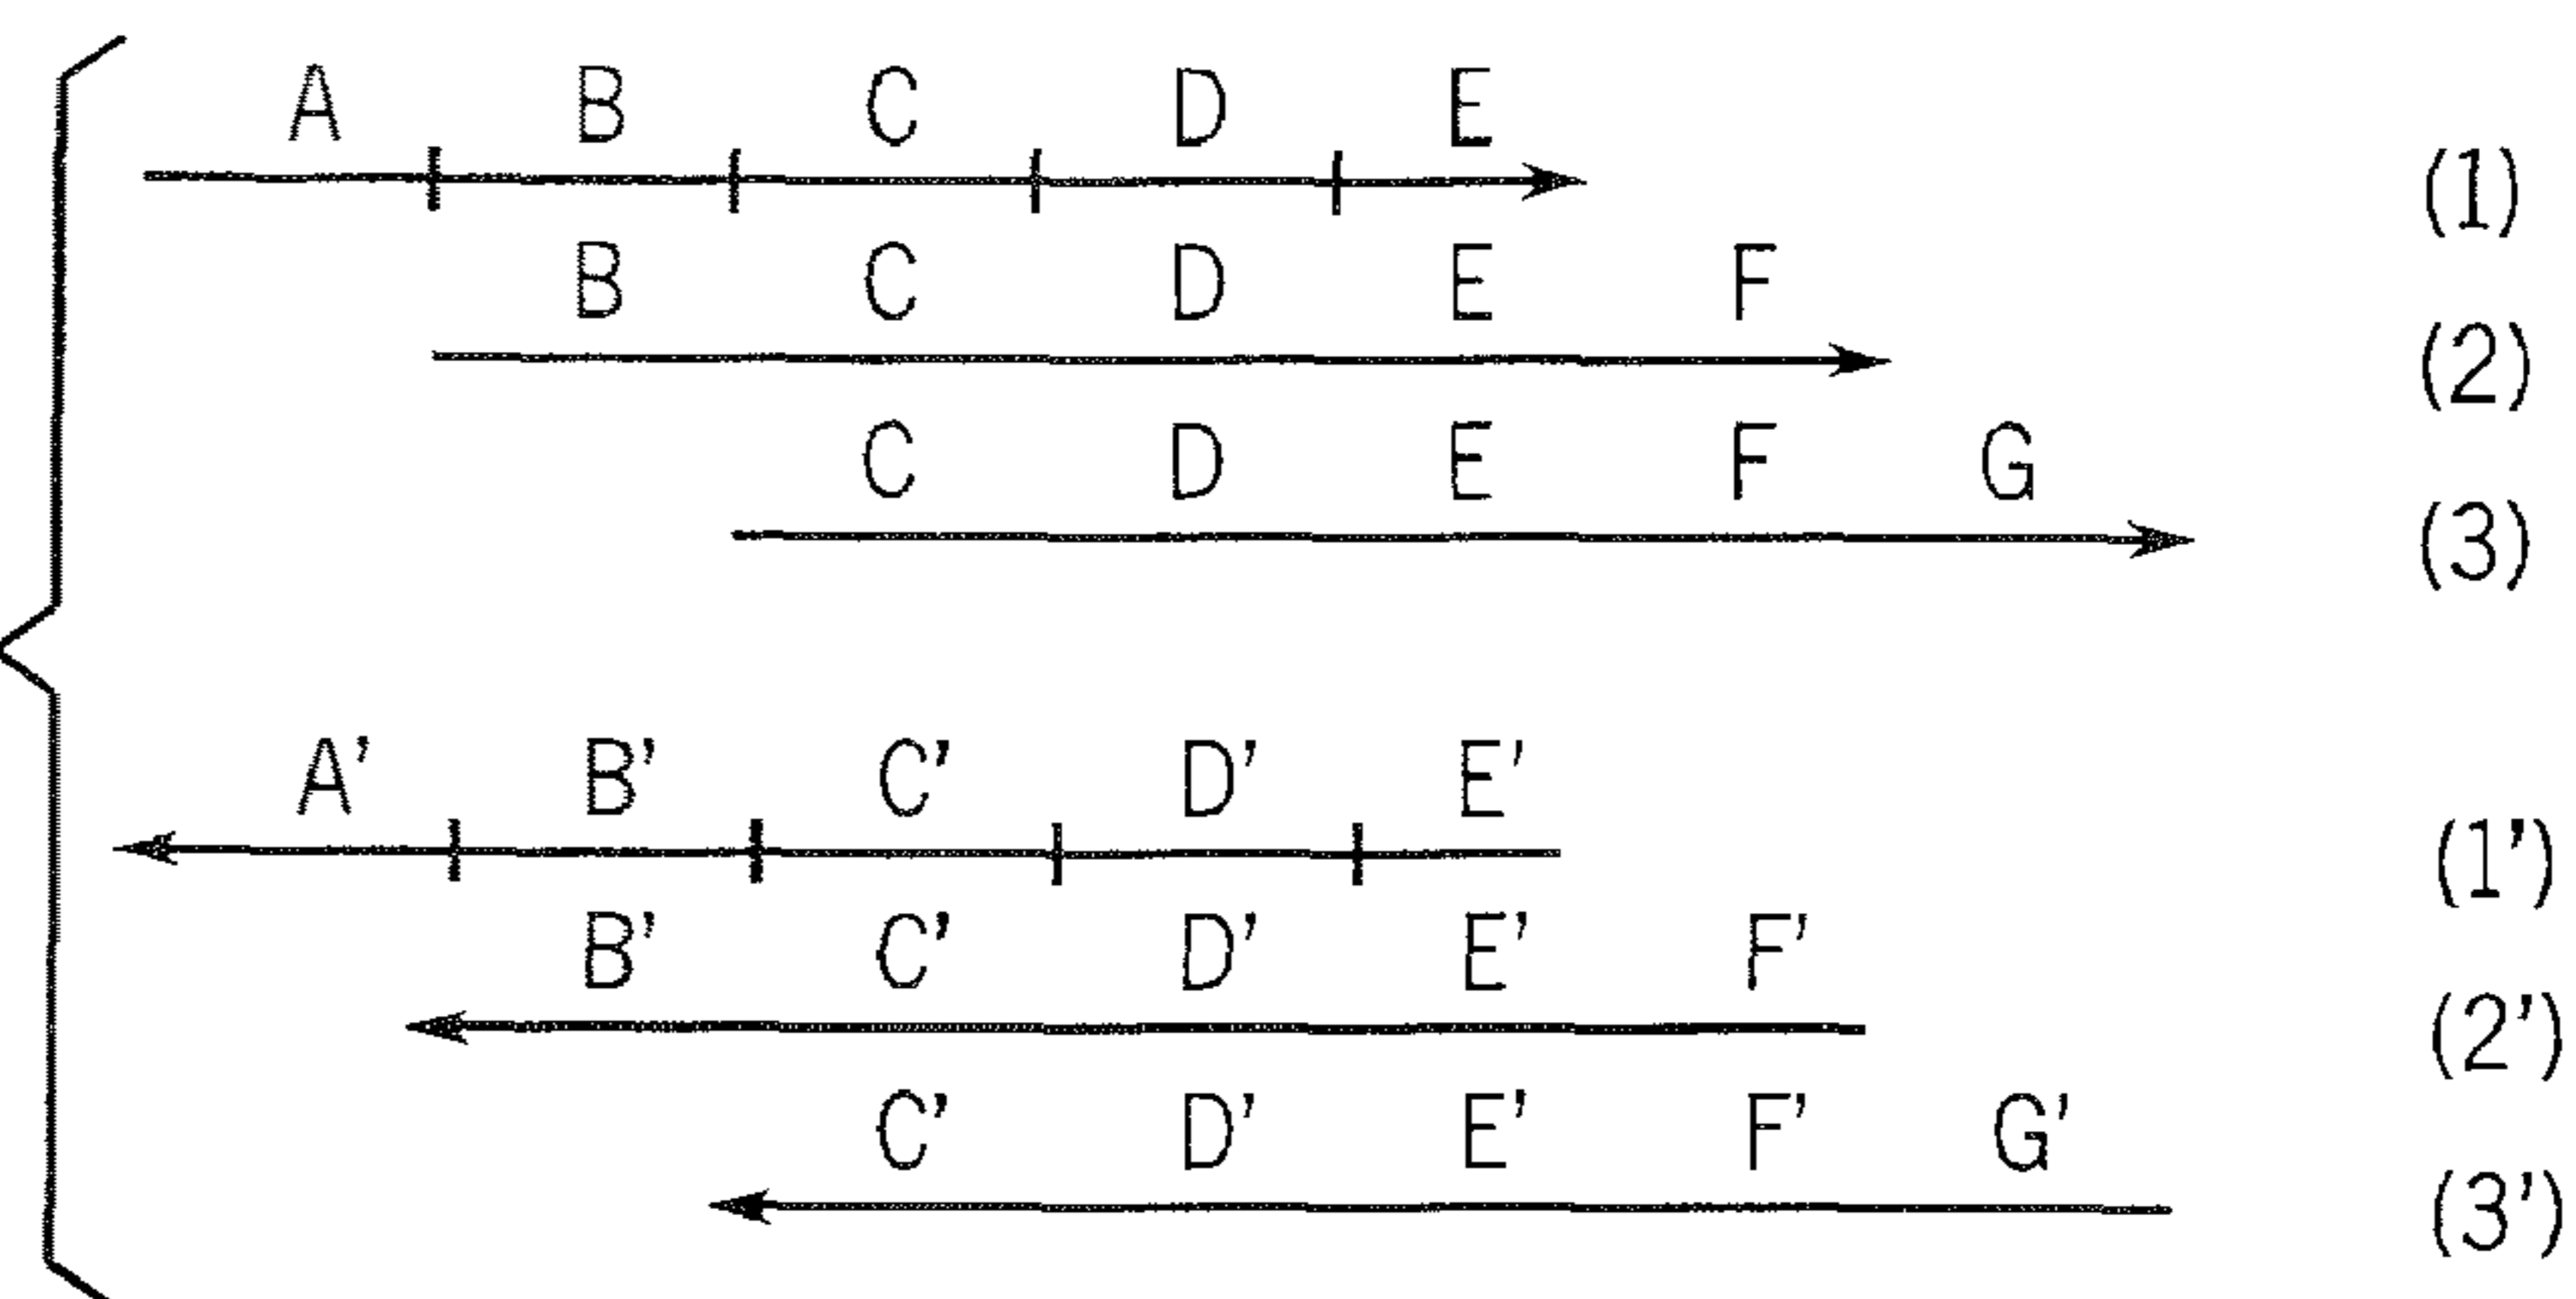 A B C D E
(1)
B C D E F
(2)
C D E F G
(3)
A' B' C' D' E'
(1')
B' C' D' E' F'
(2')
C' D' E' F' G'
(3')